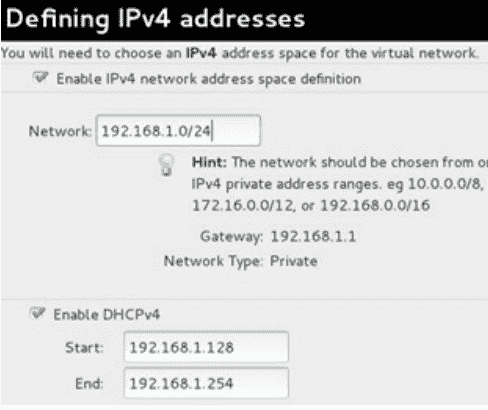 Defining IPv4 addresses
You will need to choose an IPv4 address space for the virtual network.
Enable IPv4 network address space definition
Network: 192.168.1.0/24
Hint: The network should be chosen from
IPv4 private address ranges. eg 10.0.0.0/8,
172.16.0.0/12, or 192.168.0.0/16
Gateway: 192.168.1.1
Network Type: Private
Enable DHCPv4
Start: 192.168.1.128
End: 192.168.1.254